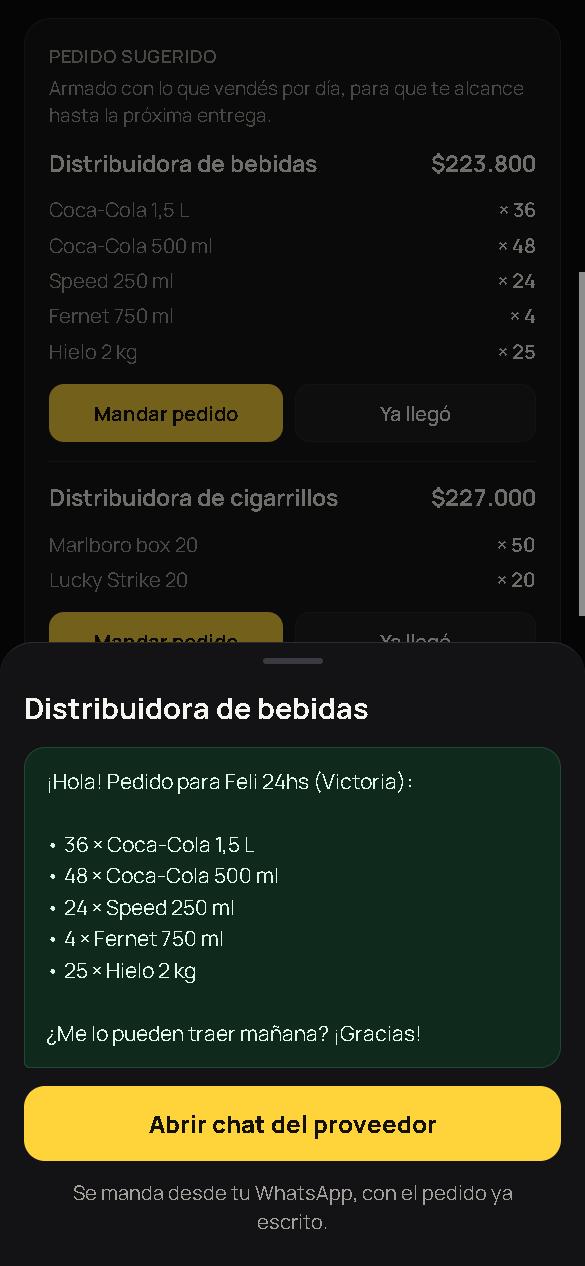 PEDIDO SUGERIDO
Armado con lo que vendés por día, para que te alcance
hasta la próxima entrega.
Distribuidora de bebidas $223.800
Coca-Cola 1,5 L × 36
Coca-Cola 500 ml × 48
Speed 250 ml × 24
Fernet 750 ml × 4
Hielo 2 kg × 25
Mandar pedido Ya llegó
Distribuidora de cigarrillos $227.000
Marlboro box 20 × 50
Lucky Strike 20 × 20
Mandar pedido Ya llegó
Distribuidora de bebidas
¡Hola! Pedido para Feli 24hs (Victoria):
• 36 × Coca-Cola 1,5 L
• 48 × Coca-Cola 500 ml
• 24 × Speed 250 ml
• 4 × Fernet 750 ml
• 25 × Hielo 2 kg
¿Me lo pueden traer mañana? ¡Gracias!
Abrir chat del proveedor
Se manda desde tu WhatsApp, con el pedido ya
escrito.